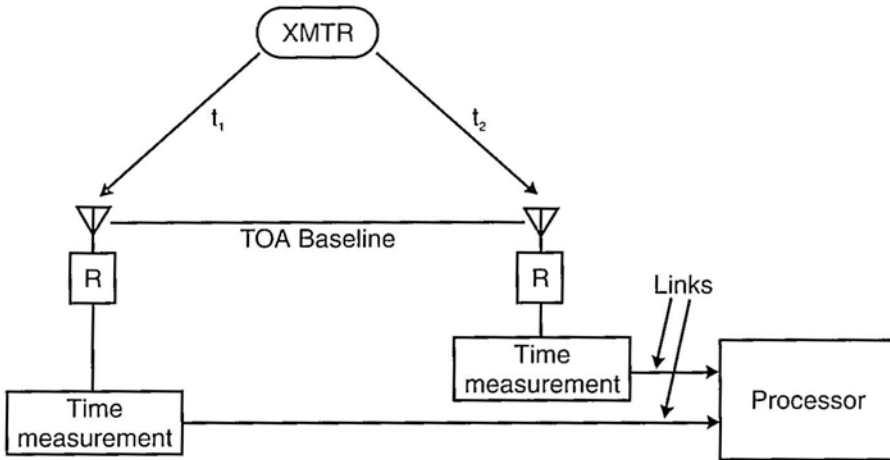 XMTR
t₁
t₂
TOA Baseline
R
R
Links
Time
measurement
Processor
Time
measurement